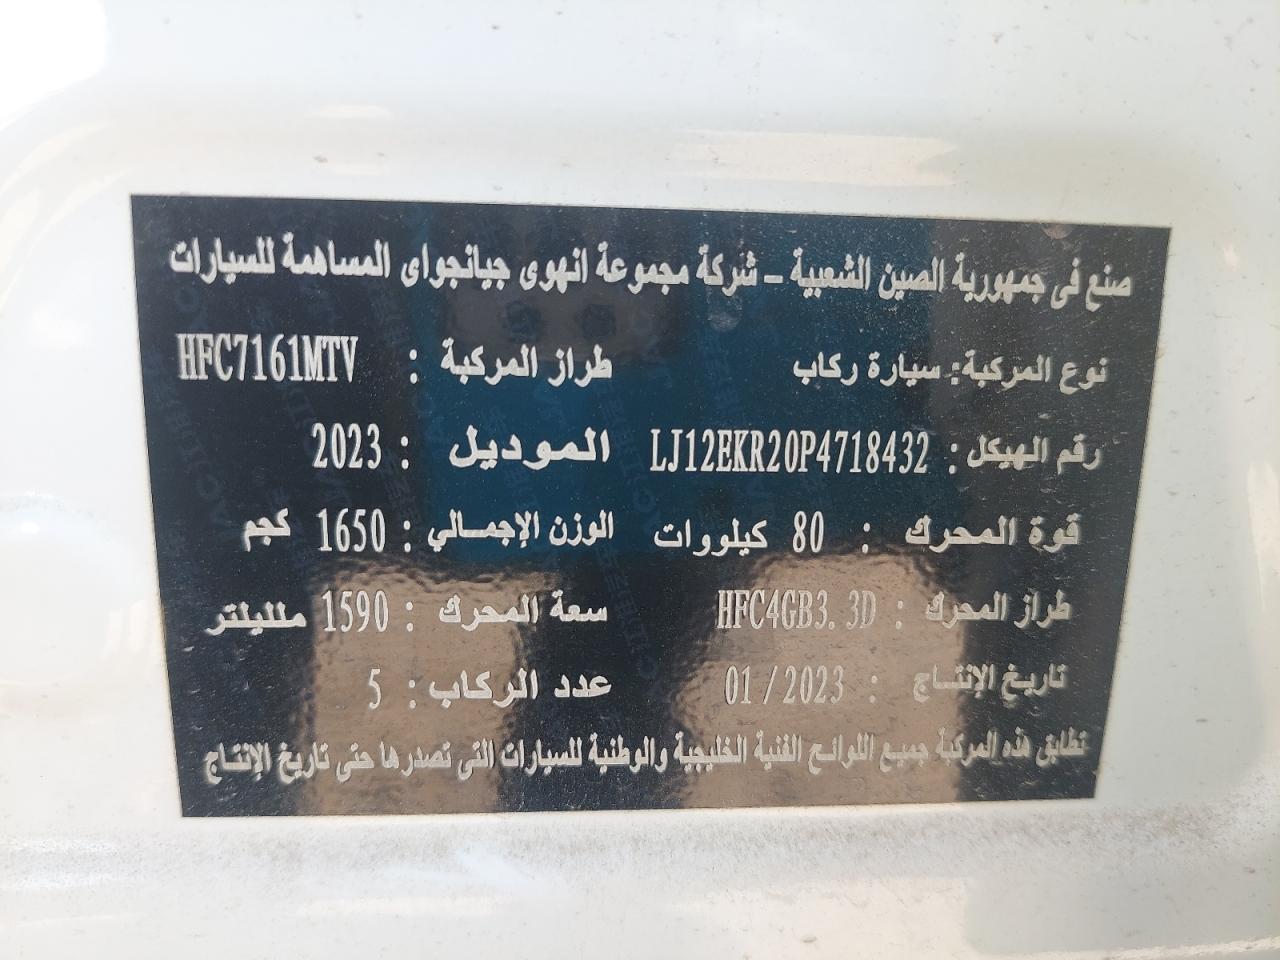 صنع فى جمهورية الصين الشعبية - شركة مجموعة انهوى جيانجواى المساهمة للسيارات
نوع المركبة: سيارة ركاب طراز المركبة : HFC7161MTV
رقم الهيكل : LJ12EKR20P4718432 الموديل : 2023
قوة المحرك : 80 كيلووات الوزن الإجمالي : 1650 كجم
طراز المحرك : HFC4GB3.3D سعة المحرك : 1590 ملليلتر
تاريخ الإنتاج : 01/2023 عدد الركاب : 5
تطابق هذه المركبة جميع اللوائح الفنية الخليجية والوطنية للسيارات التى تصدرها حتى تاريخ الإنتاج